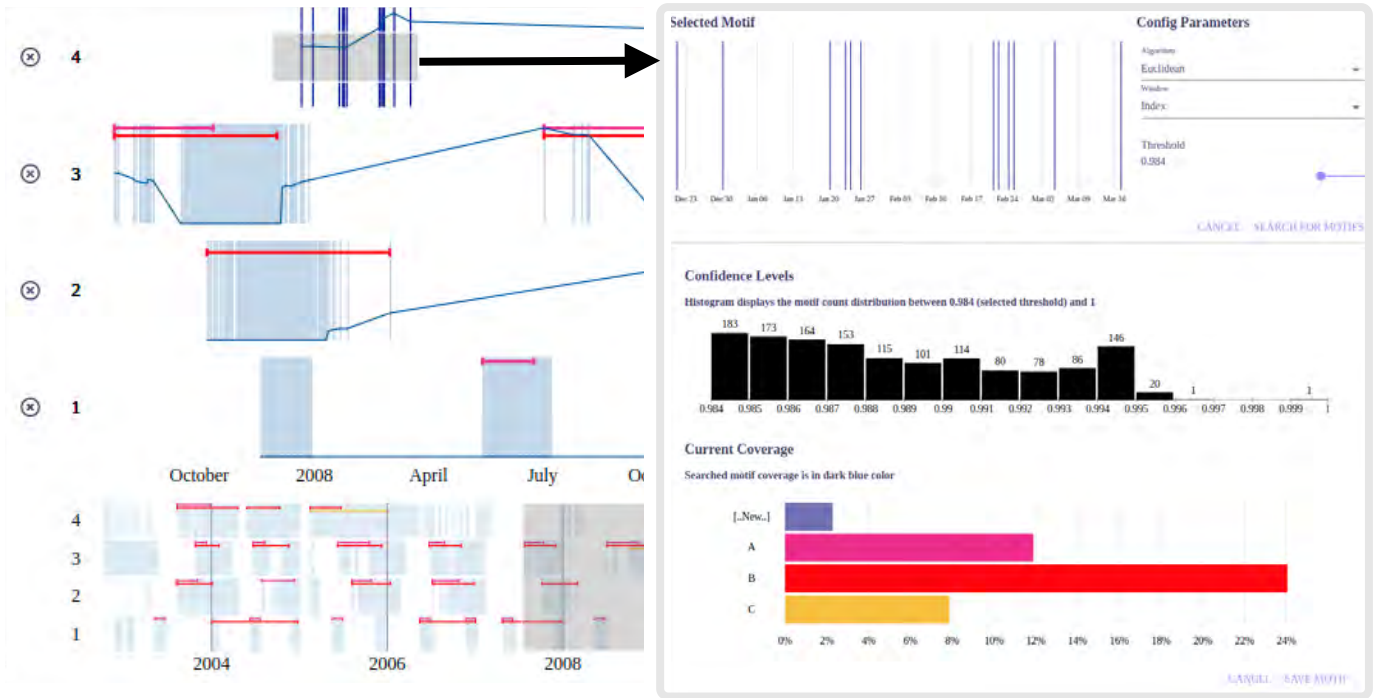 4
3
2
1
October 2008 April July Oc
4
3
2
1
2004 2006 2008
Selected Motif
Dec 23 Dec 30 Jan 06 Jan 13 Jan 20 Jan 27 Feb 03 Feb 10 Feb 17 Feb 24 Mar 02 Mar 09 Mar 16
Config Parameters
Algorithm
Euclidean
Window
Index
Threshold
0.984
CANCEL SEARCH FOR MOTIFS
Confidence Levels
Histogram displays the motif count distribution between 0.984 (selected threshold) and 1
183 173 164 153 115 101 114 80 78 86 146 20 1 1
0.984 0.985 0.986 0.987 0.988 0.989 0.99 0.991 0.992 0.993 0.994 0.995 0.996 0.997 0.998 0.999 1
Current Coverage
Searched motif coverage is in dark blue color
[..New..]
A
B
C
0% 2% 4% 6% 8% 10% 12% 14% 16% 18% 20% 22% 24%
CANCEL SAVE MOTIF